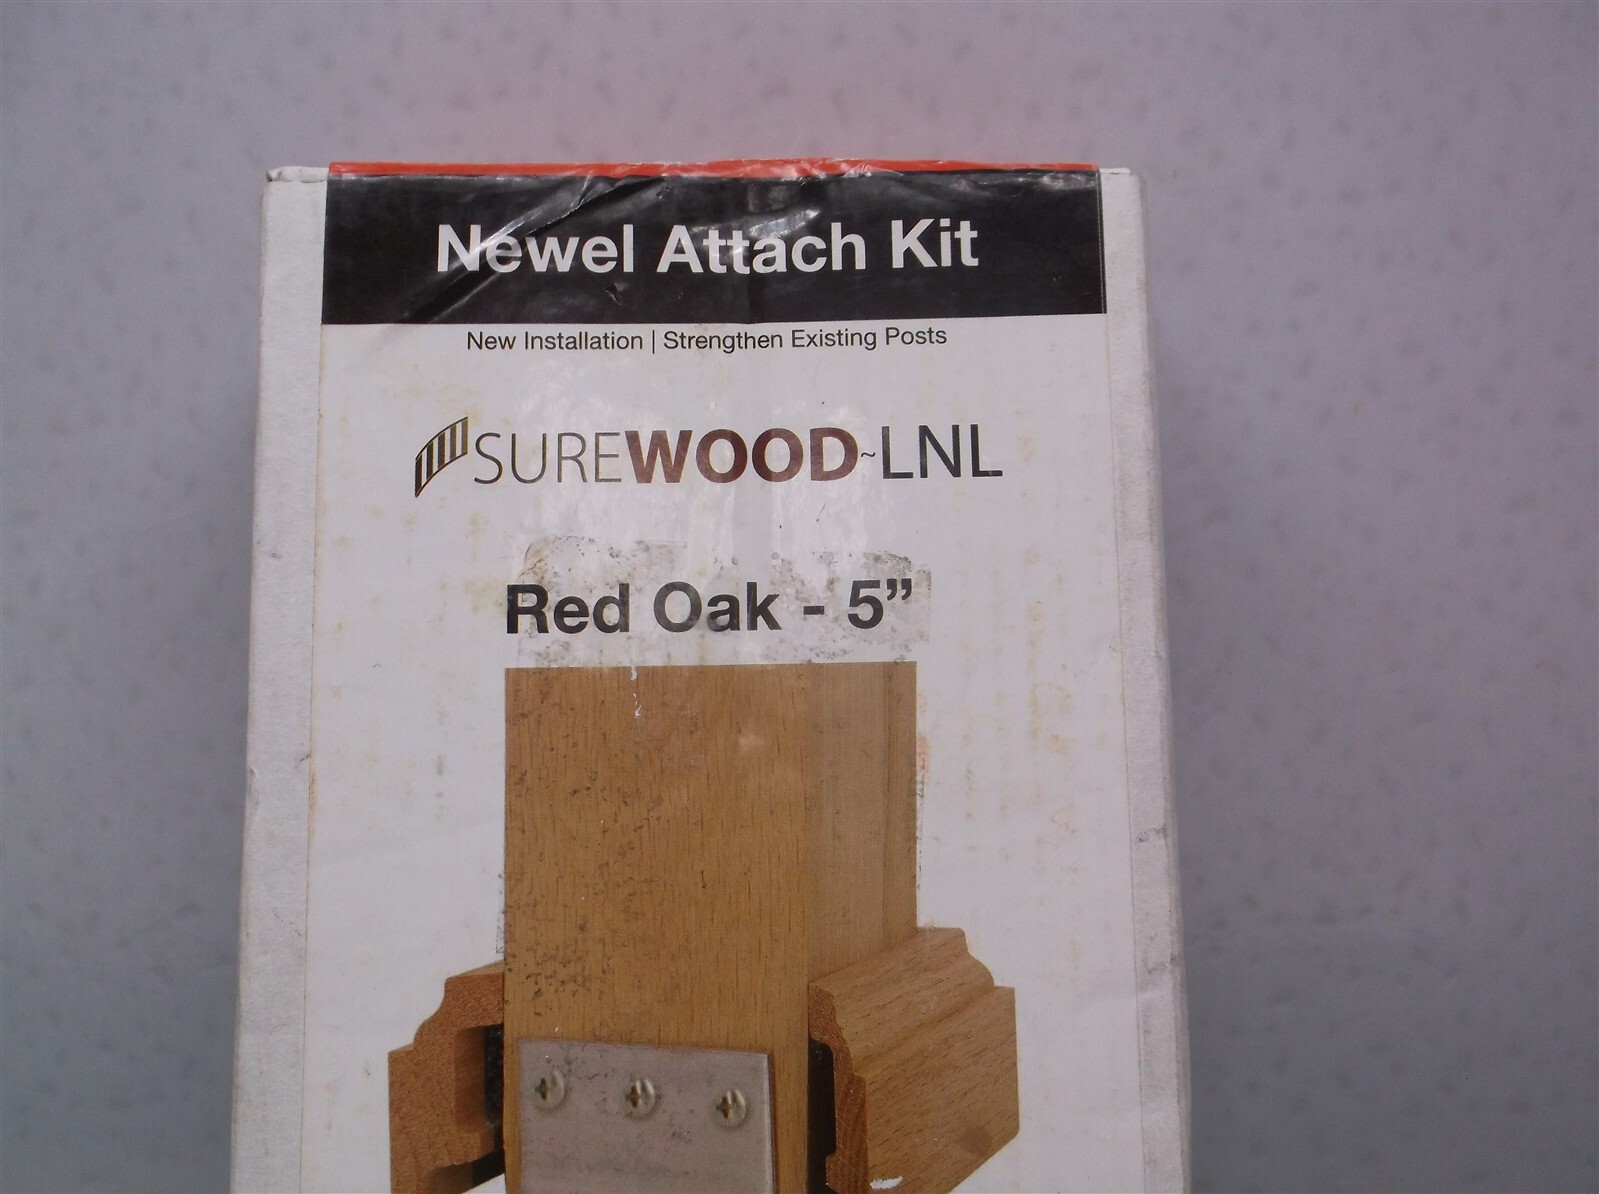 Newel Attach Kit
New Installation | Strengthen Existing Posts
SUREWOOD~LNL
Red Oak - 5”